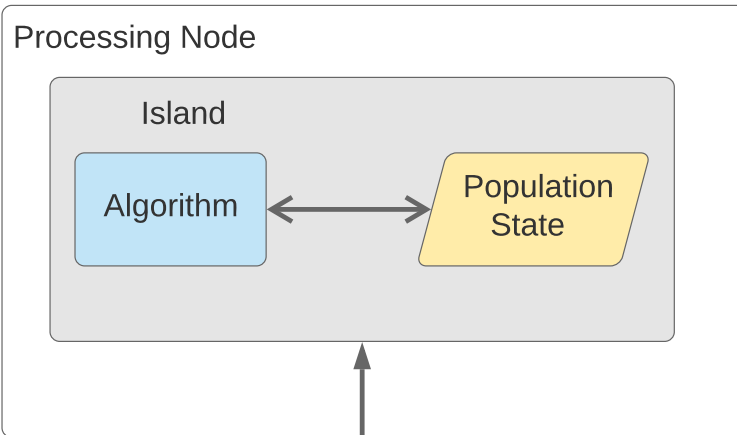 Processing Node
Island
Algorithm
Population
State